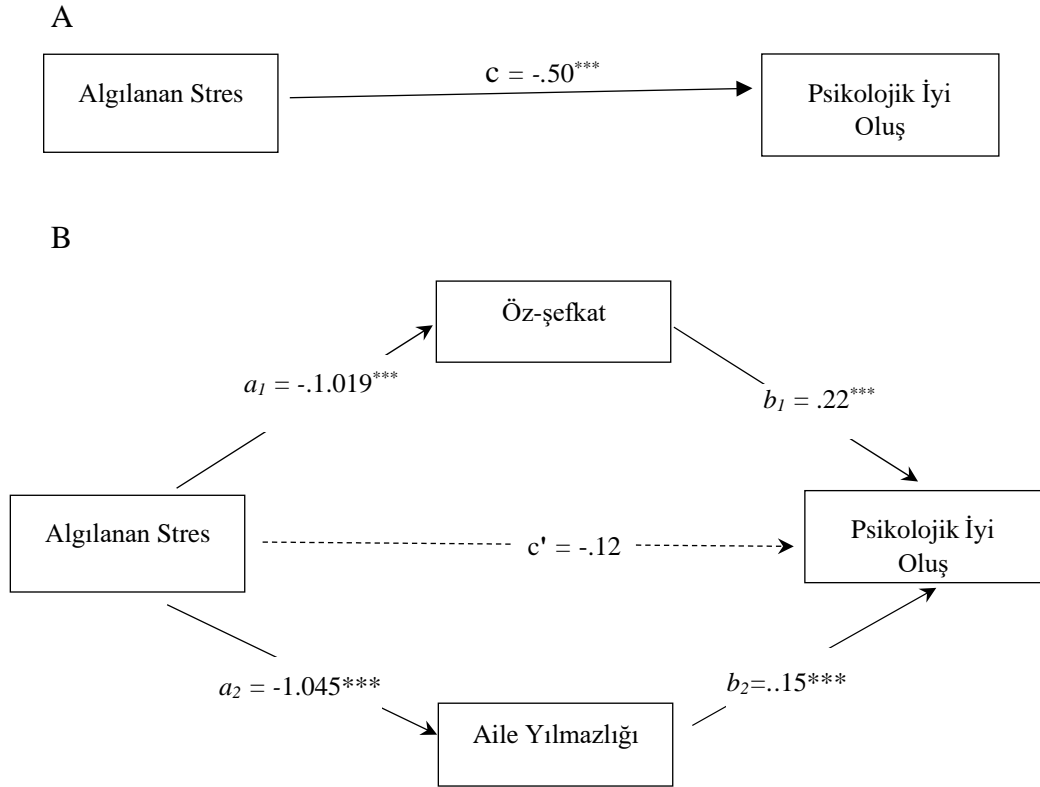 A
Algılanan Stres
c = -.50***
Psikolojik İyi
Oluş
B
Öz-şefkat
a1 = -.1.019***
b1 = .22***
Algılanan Stres
c' = -.12
Psikolojik İyi
Oluş
a2 = -1.045***
b2=..15***
Aile Yılmazlığı